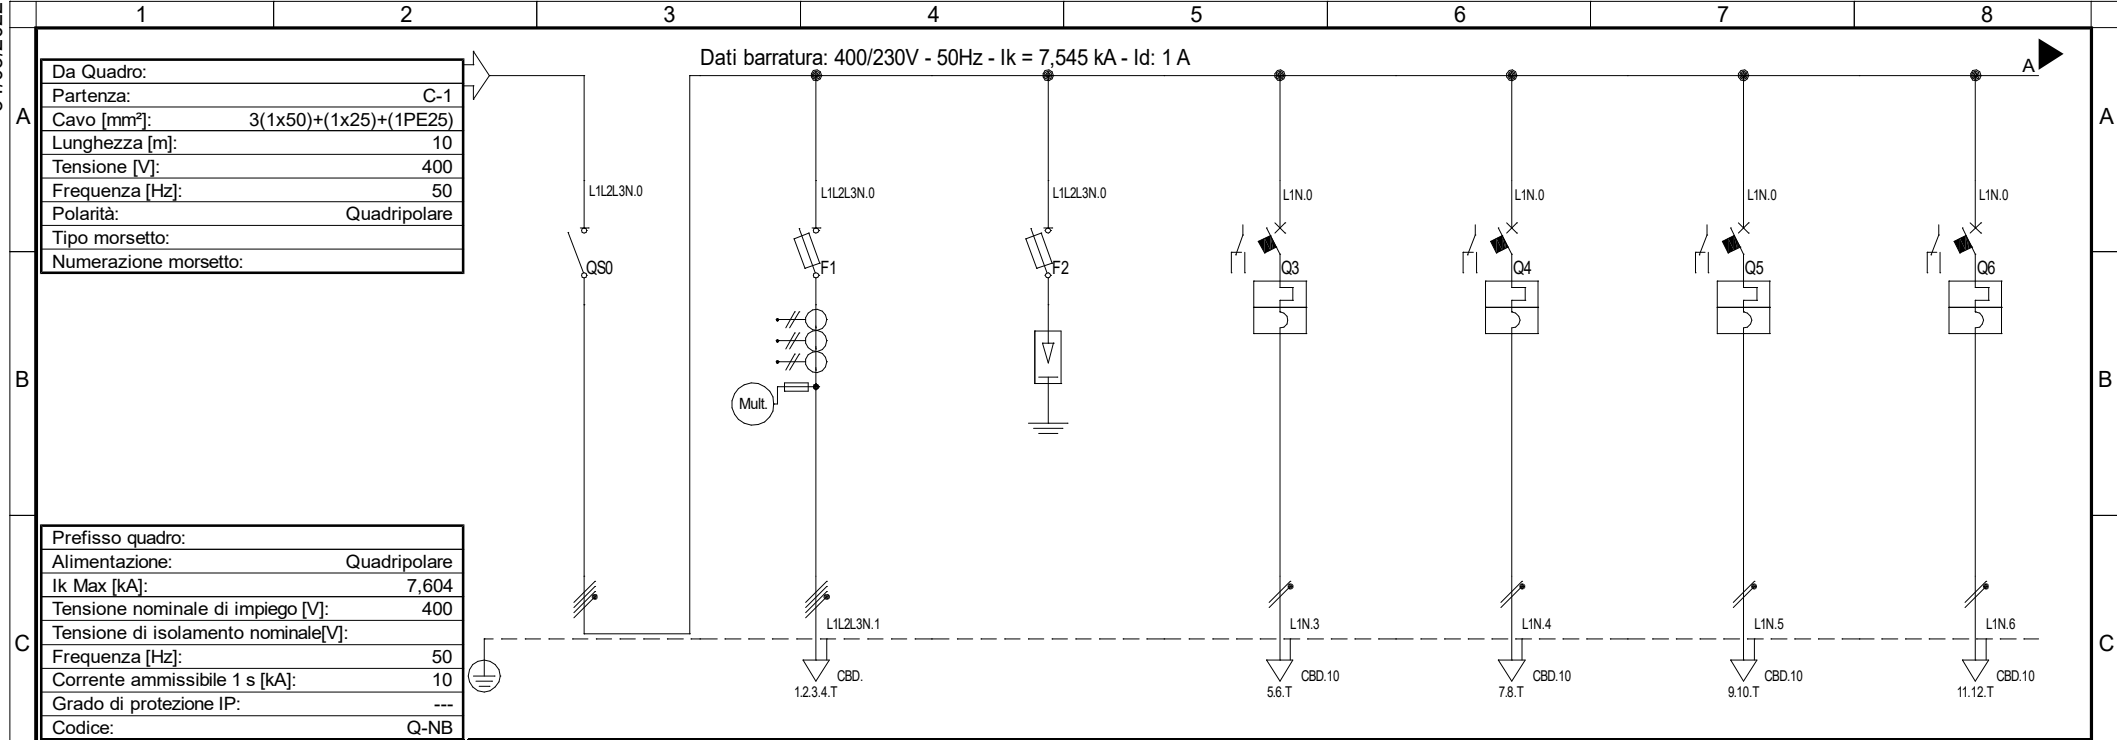 1 2 3 4 5 6 7 8
Dati barratura: 400/230V - 50Hz - Ik = 7,545 kA - Id: 1 A
A
Da Quadro:
Partenza: C-1
Cavo [mm²]: 3(1x50)+(1x25)+(1PE25)
Lunghezza [m]: 10
Tensione [V]: 400
Frequenza [Hz]: 50
Polarità: Quadripolare
Tipo morsetto:
Numerazione morsetto:
A A
L1L2L3N.0 L1L2L3N.0 L1L2L3N.0 L1N.0 L1N.0 L1N.0 L1N.0
QS0 F1 F2 Q3 Q4 Q5 Q6
B B
Mult.
Prefisso quadro:
Alimentazione: Quadripolare
Ik Max [kA]: 7,604
Tensione nominale di impiego [V]: 400
Tensione di isolamento nominale[V]:
Frequenza [Hz]: 50
Corrente ammissibile 1 s [kA]: 10
Grado di protezione IP: ---
Codice: Q-NB
L1L2L3N.1 L1N.3 L1N.4 L1N.5 L1N.6
C C
CBD. CBD.10 CBD.10 CBD.10 CBD.10
1.2.3.4.T 5.6.T 7.8.T 9.10.T 11.12.T